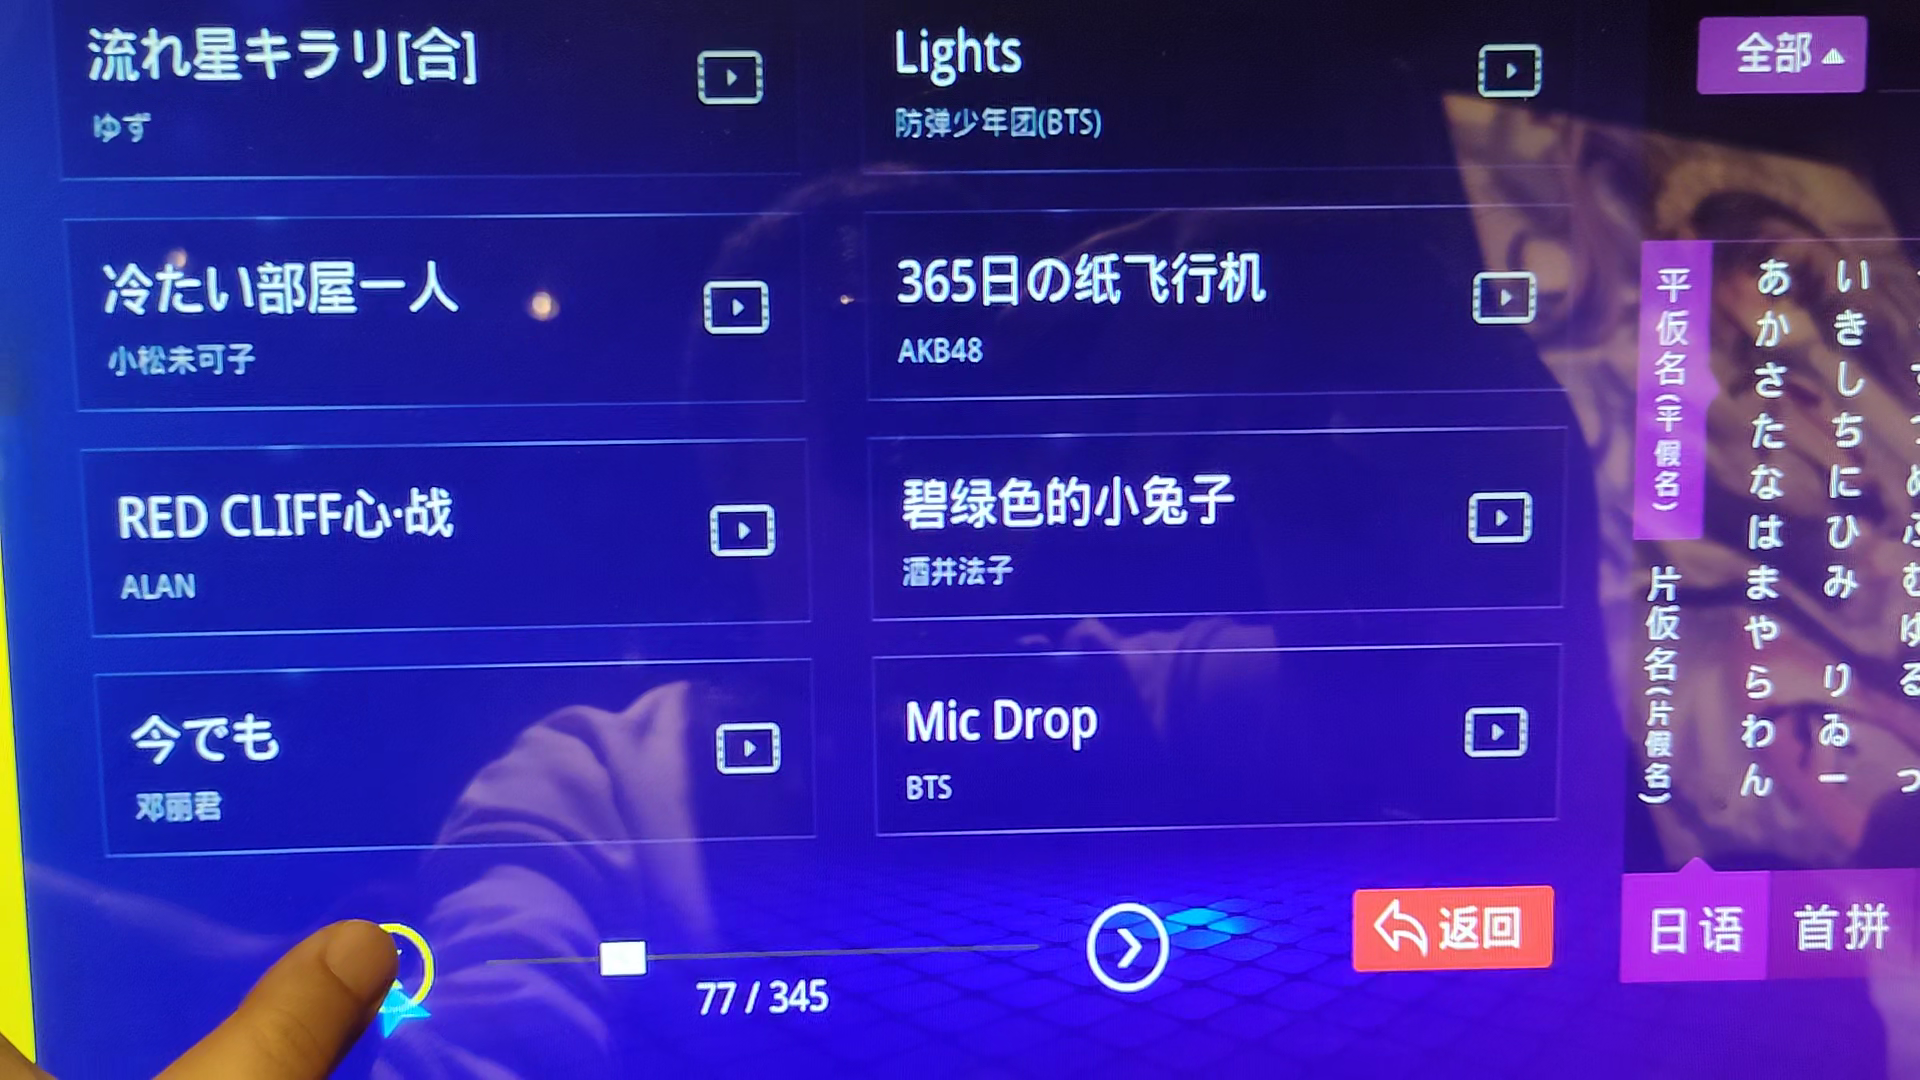 流れ星キラリ[合]
ゆず
Lights
防弹少年团(BTS)
冷たい部屋一人
小松未可子
365日の纸飞行机
AKB48
RED CLIFF心·战
ALAN
碧绿色的小兔子
酒井法子
今でも
邓丽君
Mic Drop
BTS
77 / 345
返回
全部
平仮名(平假名)
片仮名(片假名)
あかさたなはまやらわん
いきしちにひみ りゐー
日语
首拼